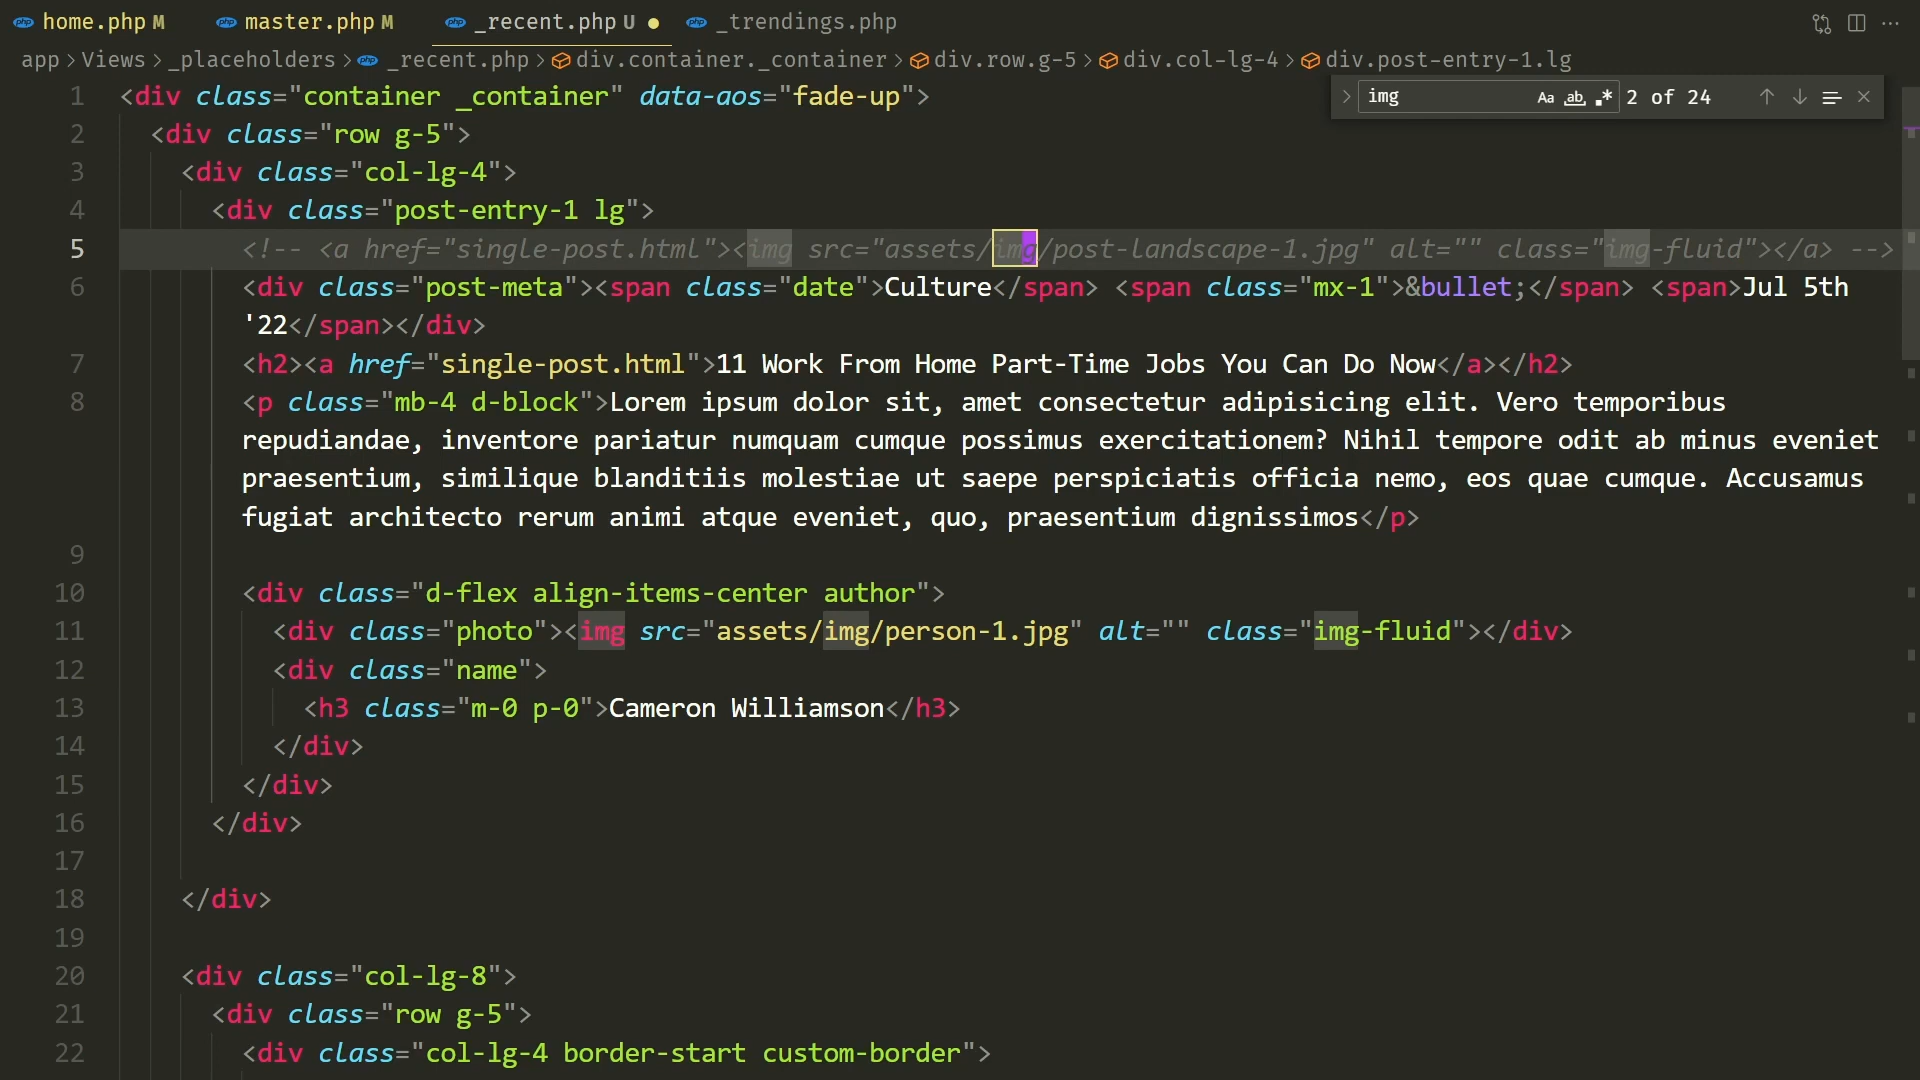 home.php M master.php M _recent.php U ● _trendings.php
app > Views > _placeholders > _recent.php > div.container._container > div.row.g-5 > div.col-lg-4 > div.post-entry-1.lg
img Aa ab .* 2 of 24
1 <div class="container _container" data-aos="fade-up">
2 <div class="row g-5">
3 <div class="col-lg-4">
4 <div class="post-entry-1 lg">
5 <!-- <a href="single-post.html"><img src="assets/img/post-landscape-1.jpg" alt="" class="img-fluid"></a> -->
6 <div class="post-meta"><span class="date">Culture</span> <span class="mx-1">&bullet;</span> <span>Jul 5th
'22</span></div>
7 <h2><a href="single-post.html">11 Work From Home Part-Time Jobs You Can Do Now</a></h2>
8 <p class="mb-4 d-block">Lorem ipsum dolor sit, amet consectetur adipisicing elit. Vero temporibus
repudiandae, inventore pariatur numquam cumque possimus exercitationem? Nihil tempore odit ab minus eveniet
praesentium, similique blanditiis molestiae ut saepe perspiciatis officia nemo, eos quae cumque. Accusamus
fugiat architecto rerum animi atque eveniet, quo, praesentium dignissimos</p>
9
10 <div class="d-flex align-items-center author">
11 <div class="photo"><img src="assets/img/person-1.jpg" alt="" class="img-fluid"></div>
12 <div class="name">
13 <h3 class="m-0 p-0">Cameron Williamson</h3>
14 </div>
15 </div>
16 </div>
17
18 </div>
19
20 <div class="col-lg-8">
21 <div class="row g-5">
22 <div class="col-lg-4 border-start custom-border">